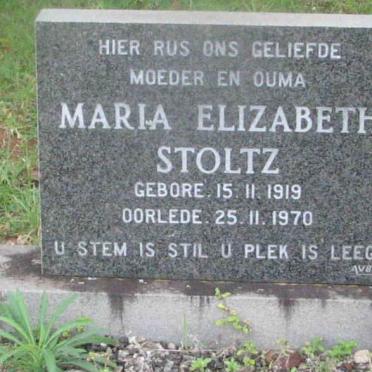 HIER RUS ONS GELIEFDE
MOEDER EN OUMA
MARIA ELIZABETH
STOLTZ
GEBORE. 15. 11. 1919
OORLEDE. 25. 11. 1970
U STEM IS STIL U PLEK IS LEEG